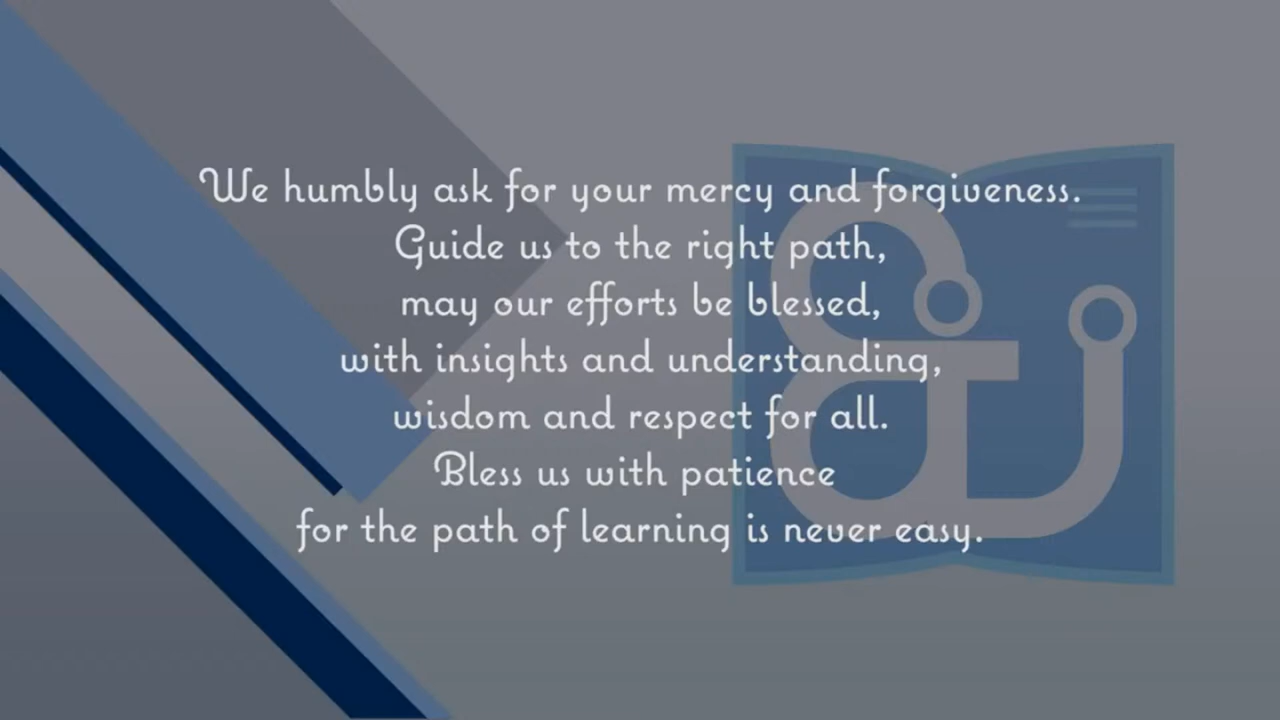 We humbly ask for your mercy and forgiveness.
Guide us to the right path,
may our efforts be blessed,
with insights and understanding,
wisdom and respect for all.
Bless us with patience
for the path of learning is never easy.